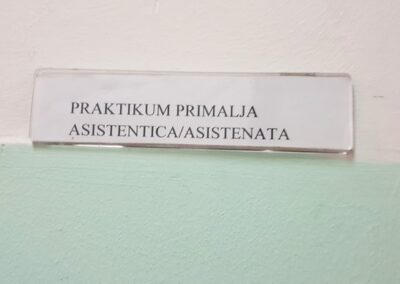 PRAKTIKUM PRIMALJA
ASISTENTICA/ASISTENATA